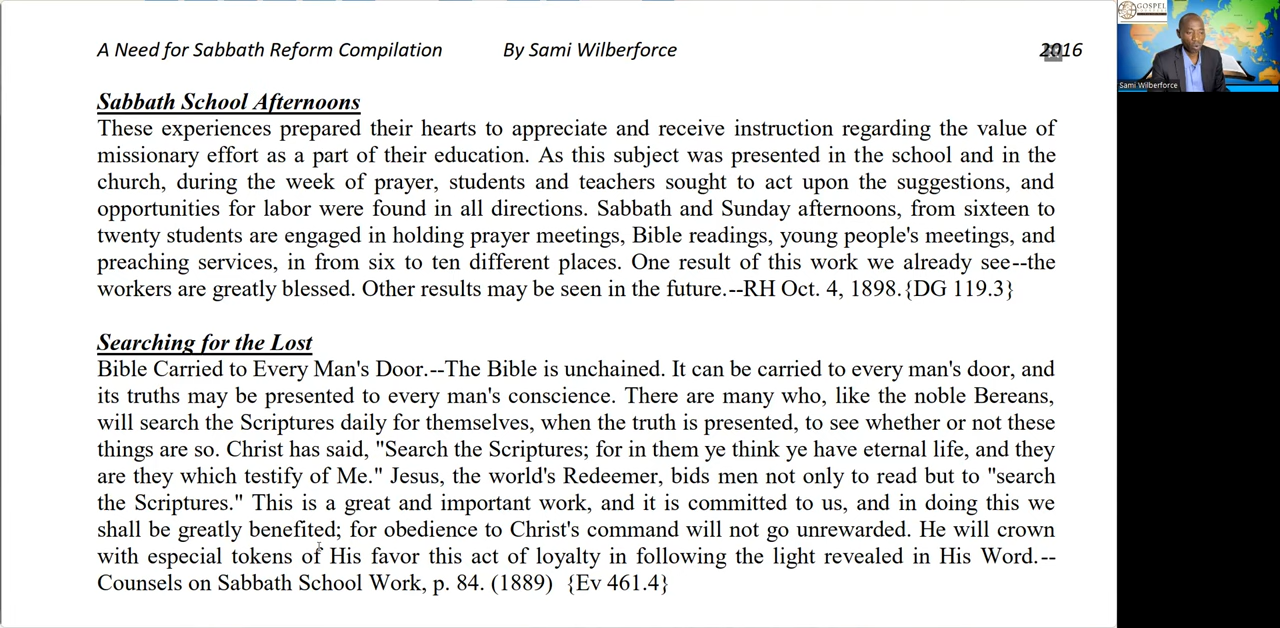 A Need for Sabbath Reform Compilation By Sami Wilberforce 2016
Sabbath School Afternoons
These experiences prepared their hearts to appreciate and receive instruction regarding the value of
missionary effort as a part of their education. As this subject was presented in the school and in the
church, during the week of prayer, students and teachers sought to act upon the suggestions, and
opportunities for labor were found in all directions. Sabbath and Sunday afternoons, from sixteen to
twenty students are engaged in holding prayer meetings, Bible readings, young people's meetings, and
preaching services, in from six to ten different places. One result of this work we already see--the
workers are greatly blessed. Other results may be seen in the future.--RH Oct. 4, 1898.{DG 119.3}
Searching for the Lost
Bible Carried to Every Man's Door.--The Bible is unchained. It can be carried to every man's door, and
its truths may be presented to every man's conscience. There are many who, like the noble Bereans,
will search the Scriptures daily for themselves, when the truth is presented, to see whether or not these
things are so. Christ has said, "Search the Scriptures; for in them ye think ye have eternal life, and they
are they which testify of Me." Jesus, the world's Redeemer, bids men not only to read but to "search
the Scriptures." This is a great and important work, and it is committed to us, and in doing this we
shall be greatly benefited; for obedience to Christ's command will not go unrewarded. He will crown
with especial tokens of His favor this act of loyalty in following the light revealed in His Word.--
Counsels on Sabbath School Work, p. 84. (1889) {Ev 461.4}
GOSPEL
Sami Wilberforce